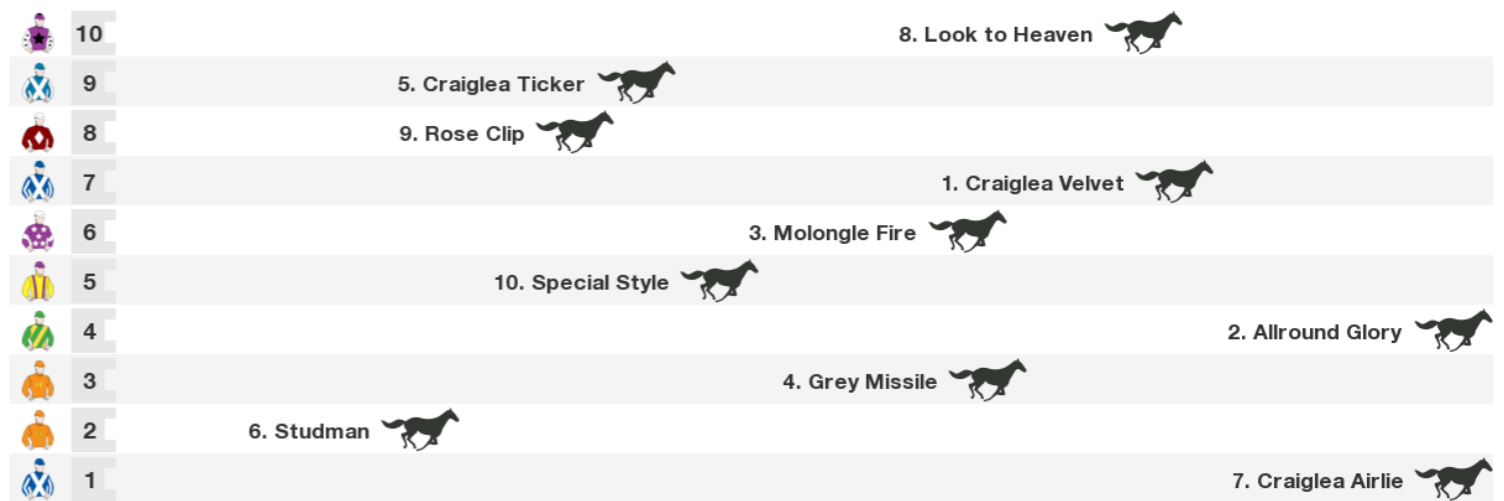 10 8. Look to Heaven
9 5. Craiglea Ticker
8 9. Rose Clip
7 1. Craiglea Velvet
6 3. Molongle Fire
5 10. Special Style
4 2. Allround Glory
3 4. Grey Missile
2 6. Studman
1 7. Craiglea Airlie